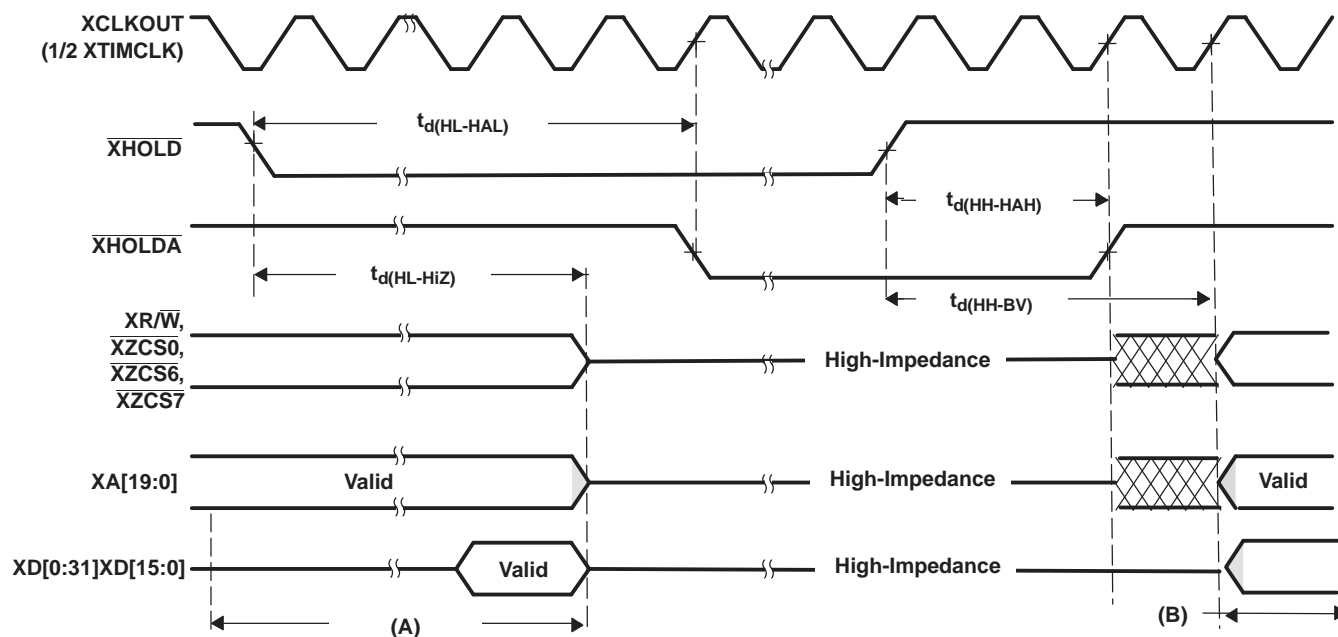 XCLKOUT
(1/2 XTIMCLK)
td(HL-HAL)
XHOLD
td(HH-HAH)
XHOLDA
td(HL-HiZ)
td(HH-BV)
XR/W,
XZCS0,
XZCS6,
XZCS7
High-Impedance
XA[19:0]
Valid
High-Impedance
Valid
XD[0:31]XD[15:0]
Valid
High-Impedance
(A)
(B)